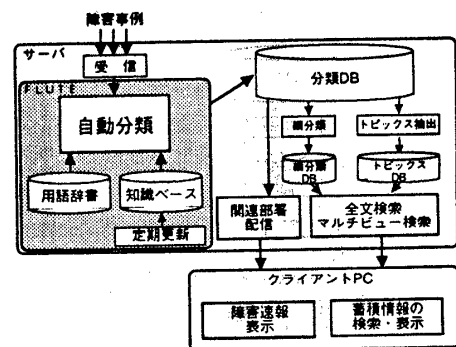 障害事例
サーバ
受信
FLUTE
自動分類
用語辞書
知識ベース
定期更新
分類DB
細分類
トピックス抽出
細分類
DB
トピックス
DB
関連部署
配信
全文検索
マルチビュー検索
クライアントPC
障害速報
表示
蓄積情報の
検索・表示